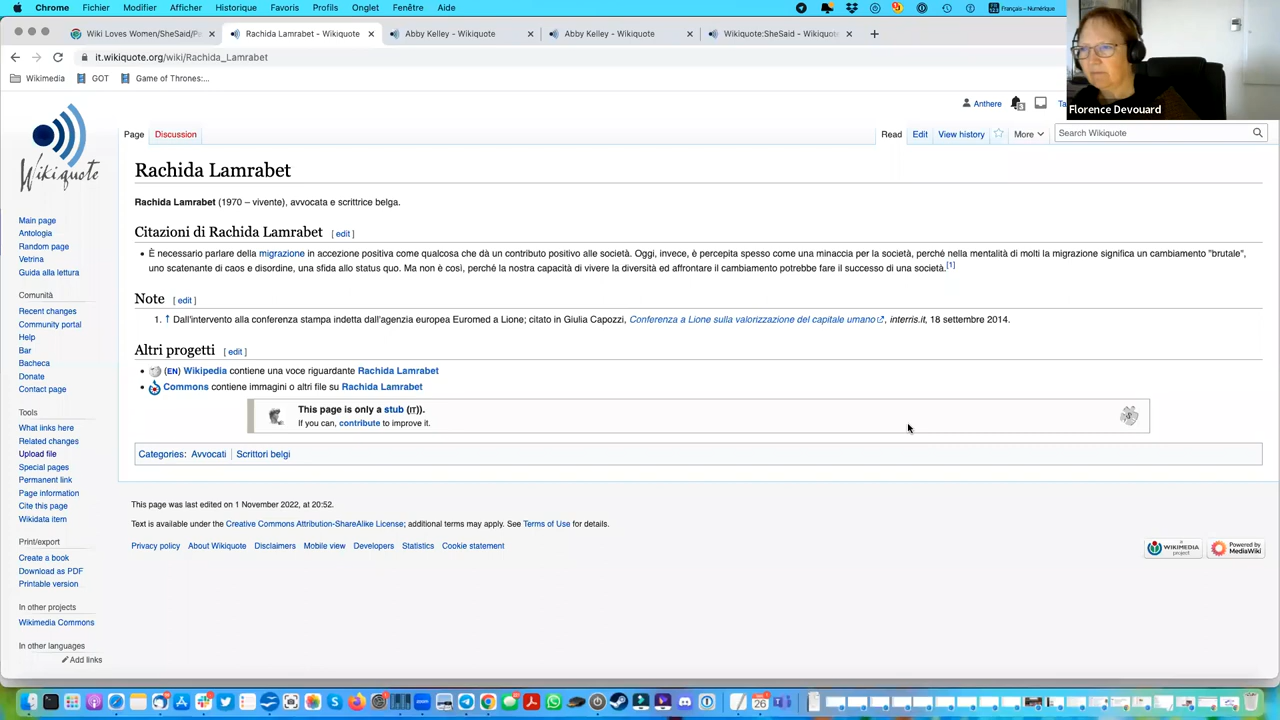 Chrome Fichier Modifier Afficher Historique Favoris Profils Onglet Fenêtre Aide Français – Numérique
Wiki Loves Women/SheSaid/Pa Rachida Lamrabet - Wikiquote Abby Kelley - Wikiquote Abby Kelley - Wikiquote Wikiquote:SheSaid - Wikiquote
it.wikiquote.org/wiki/Rachida_Lamrabet
Wikimedia GOT Game of Thrones:...
Florence Devouard
Anthere 3 Ta
Wikiquote
Page Discussion Read Edit View history More Search Wikiquote
Rachida Lamrabet
Rachida Lamrabet (1970 – vivente), avvocata e scrittrice belga.
Citazioni di Rachida Lamrabet [ edit ]
È necessario parlare della migrazione in accezione positiva come qualcosa che dà un contributo positivo alle società. Oggi, invece, è percepita spesso come una minaccia per la società, perché nella mentalità di molti la migrazione significa un cambiamento "brutale",
uno scatenante di caos e disordine, una sfida allo status quo. Ma non è così, perché la nostra capacità di vivere la diversità ed affrontare il cambiamento potrebbe fare il successo di una società.[1]
Note [ edit ]
1. ↑ Dall'intervento alla conferenza stampa indetta dall'agenzia europea Euromed a Lione; citato in Giulia Capozzi, Conferenza a Lione sulla valorizzazione del capitale umano, interris.it, 18 settembre 2014.
Altri progetti [ edit ]
(EN) Wikipedia contiene una voce riguardante Rachida Lamrabet
Commons contiene immagini o altri file su Rachida Lamrabet
This page is only a stub (IT)).
If you can, contribute to improve it.
Categories: Avvocati Scrittori belgi
This page was last edited on 1 November 2022, at 20:52.
Text is available under the Creative Commons Attribution-ShareAlike License; additional terms may apply. See Terms of Use for details.
Privacy policy About Wikiquote Disclaimers Mobile view Developers Statistics Cookie statement
a WIKIMEDIA project Powered by MediaWiki
Main page
Antologia
Random page
Vetrina
Guida alla lettura
Comunità
Recent changes
Community portal
Help
Bar
Bacheca
Donate
Contact page
Tools
What links here
Related changes
Upload file
Special pages
Permanent link
Page information
Cite this page
Wikidata item
Print/export
Create a book
Download as PDF
Printable version
In other projects
Wikimedia Commons
In other languages
Add links
26